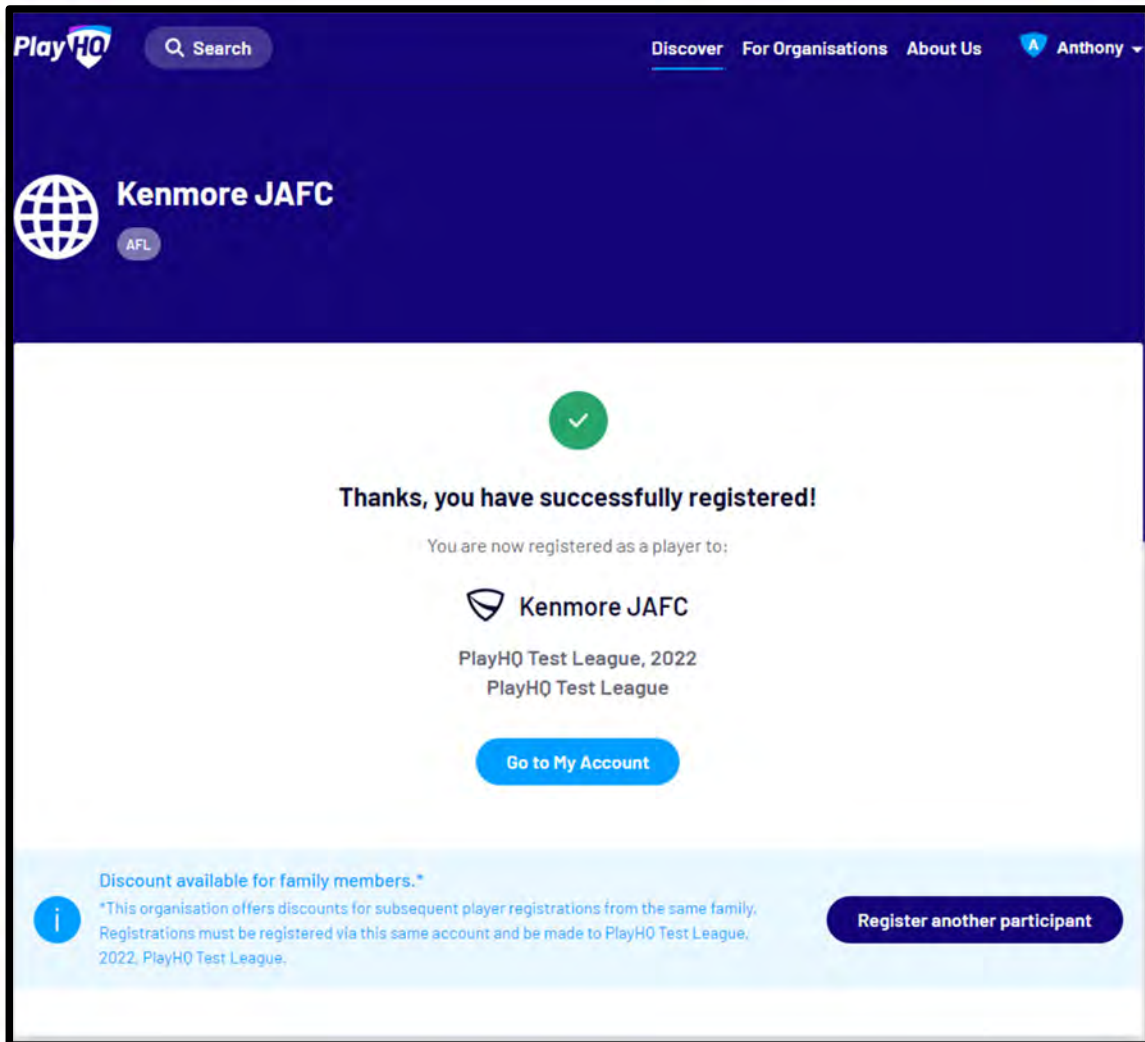 PlayHQ
Search
Discover For Organisations About Us A Anthony
Kenmore JAFC
AFL
Thanks, you have successfully registered!
You are now registered as a player to:
Kenmore JAFC
PlayHQ Test League, 2022
PlayHQ Test League
Go to My Account
Discount available for family members.*
*This organisation offers discounts for subsequent player registrations from the same family.
Registrations must be registered via this same account and be made to PlayHQ Test League,
2022, PlayHQ Test League.
i
Register another participant